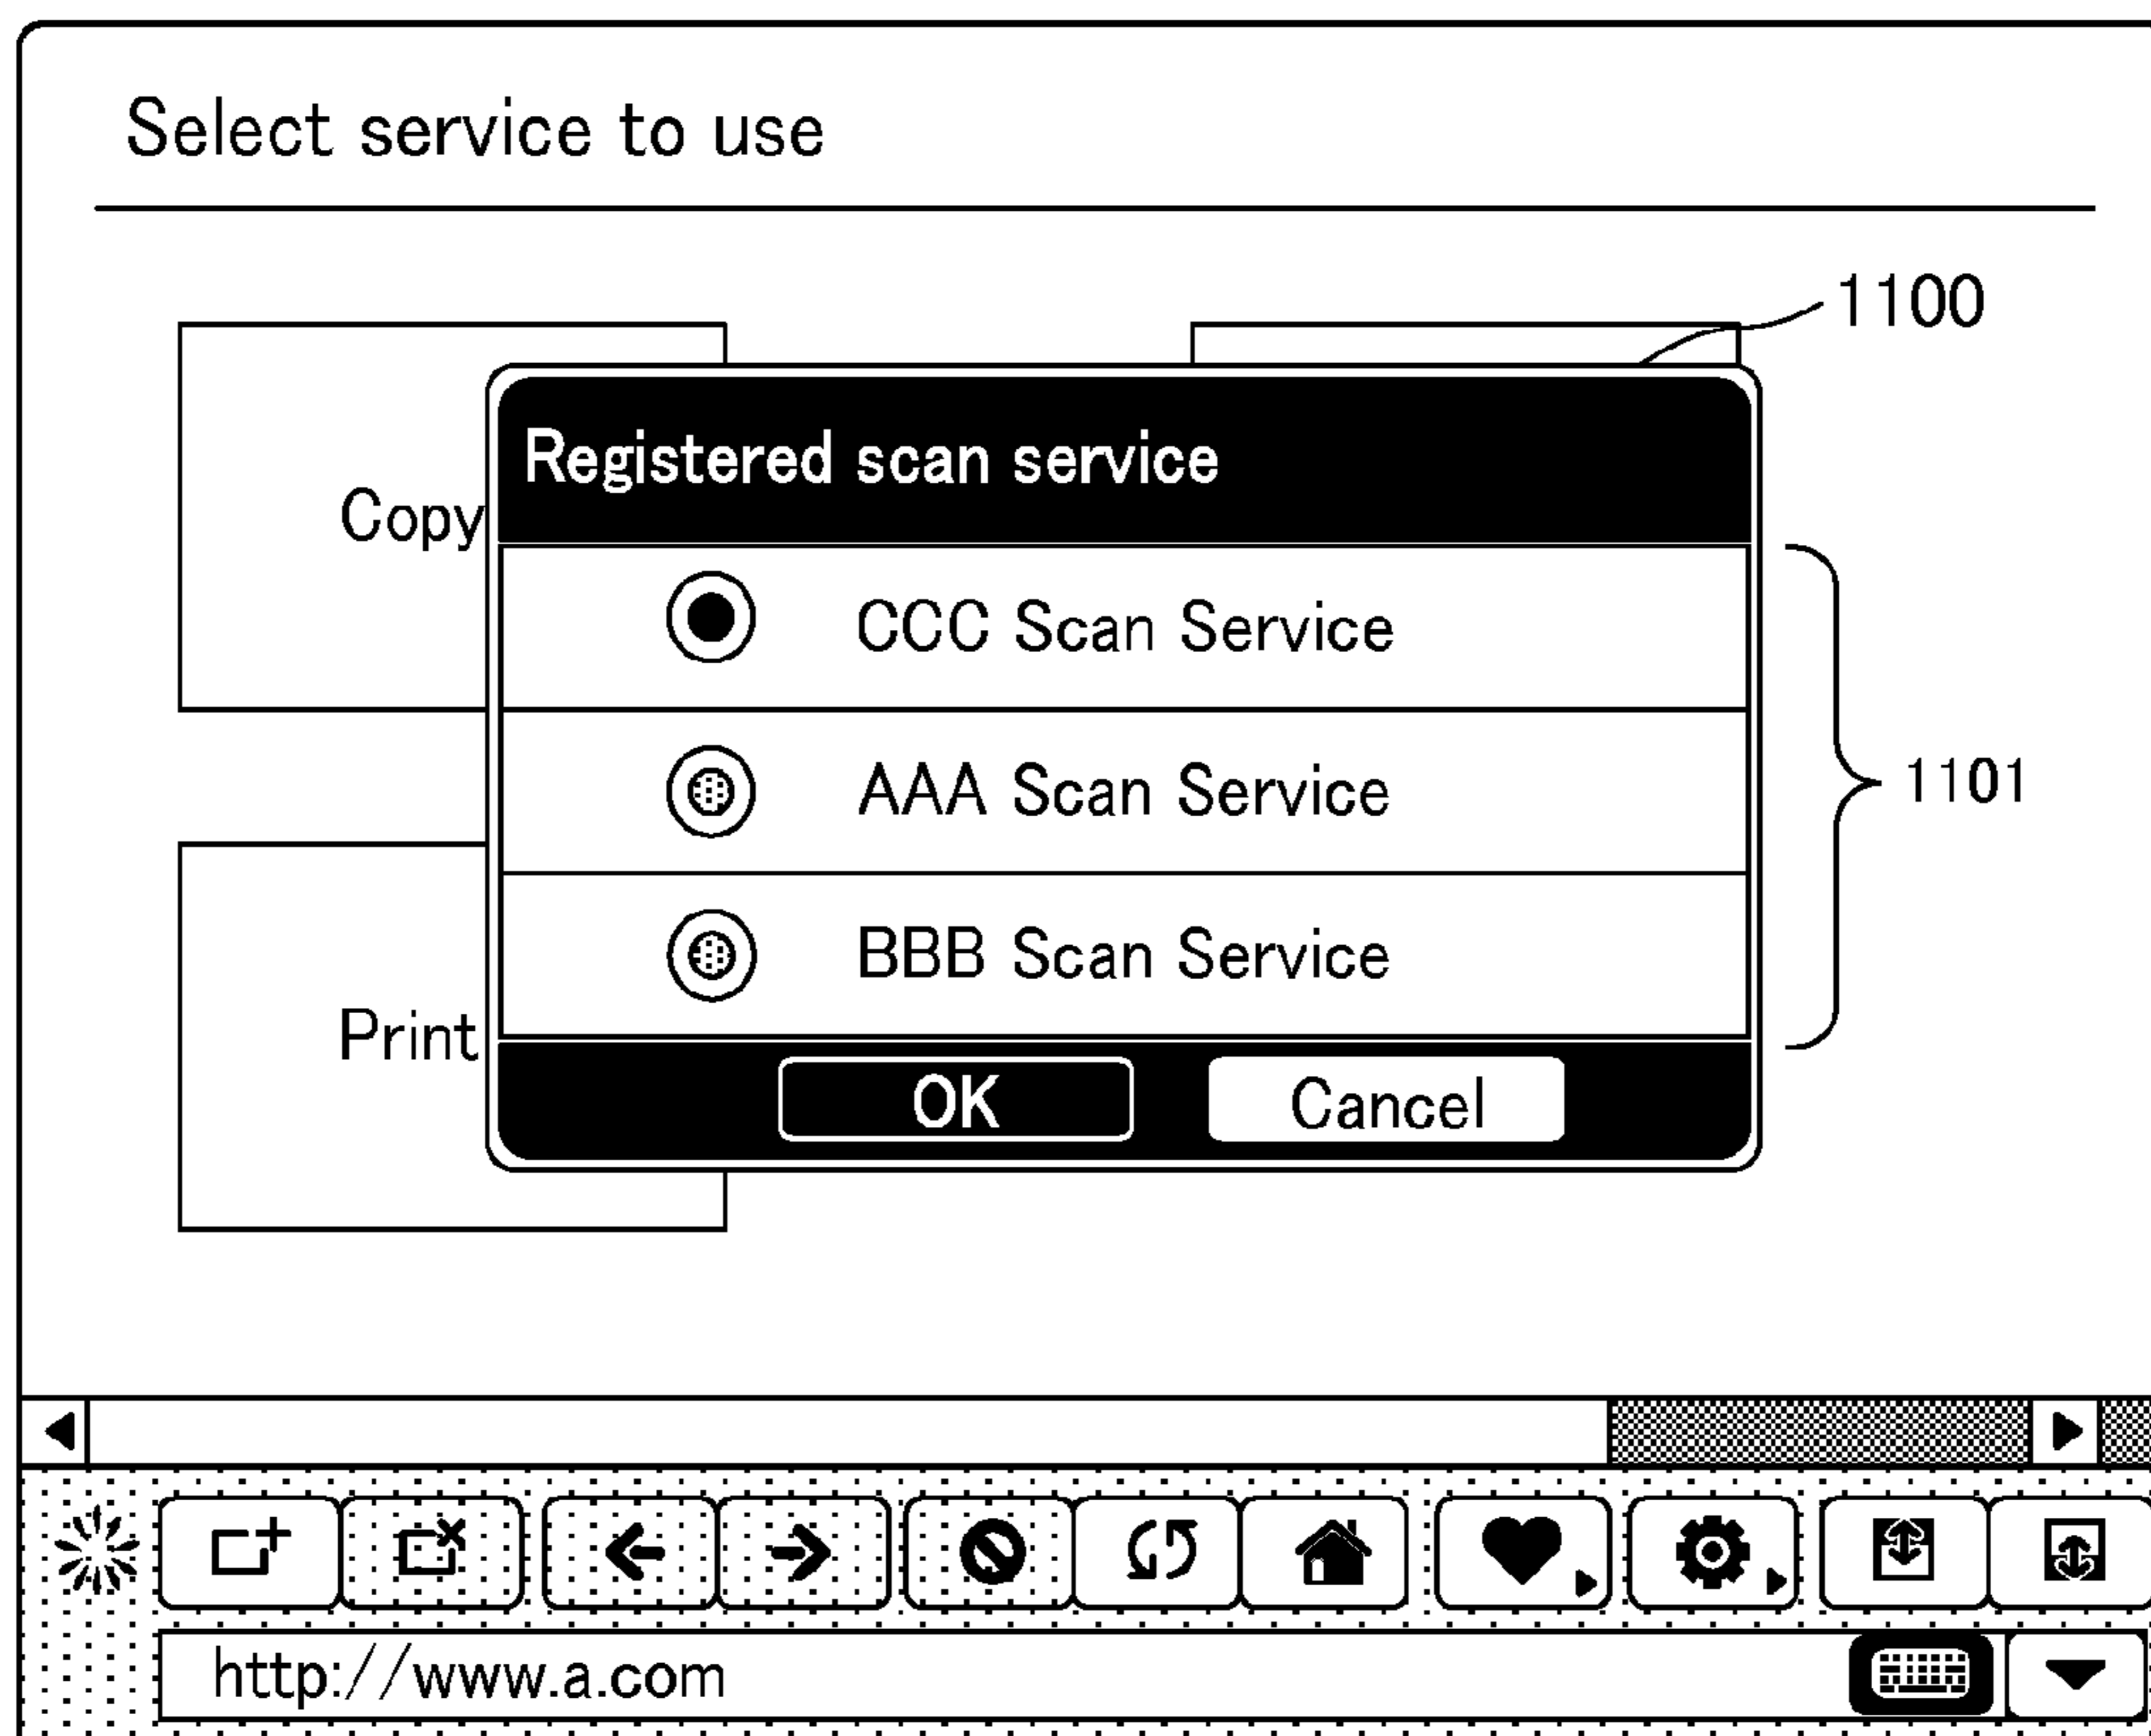 Select service to use
1100
Registered scan service
Copy
CCC Scan Service
AAA Scan Service
1101
BBB Scan Service
Print
OK
Cancel
http://www.a.com